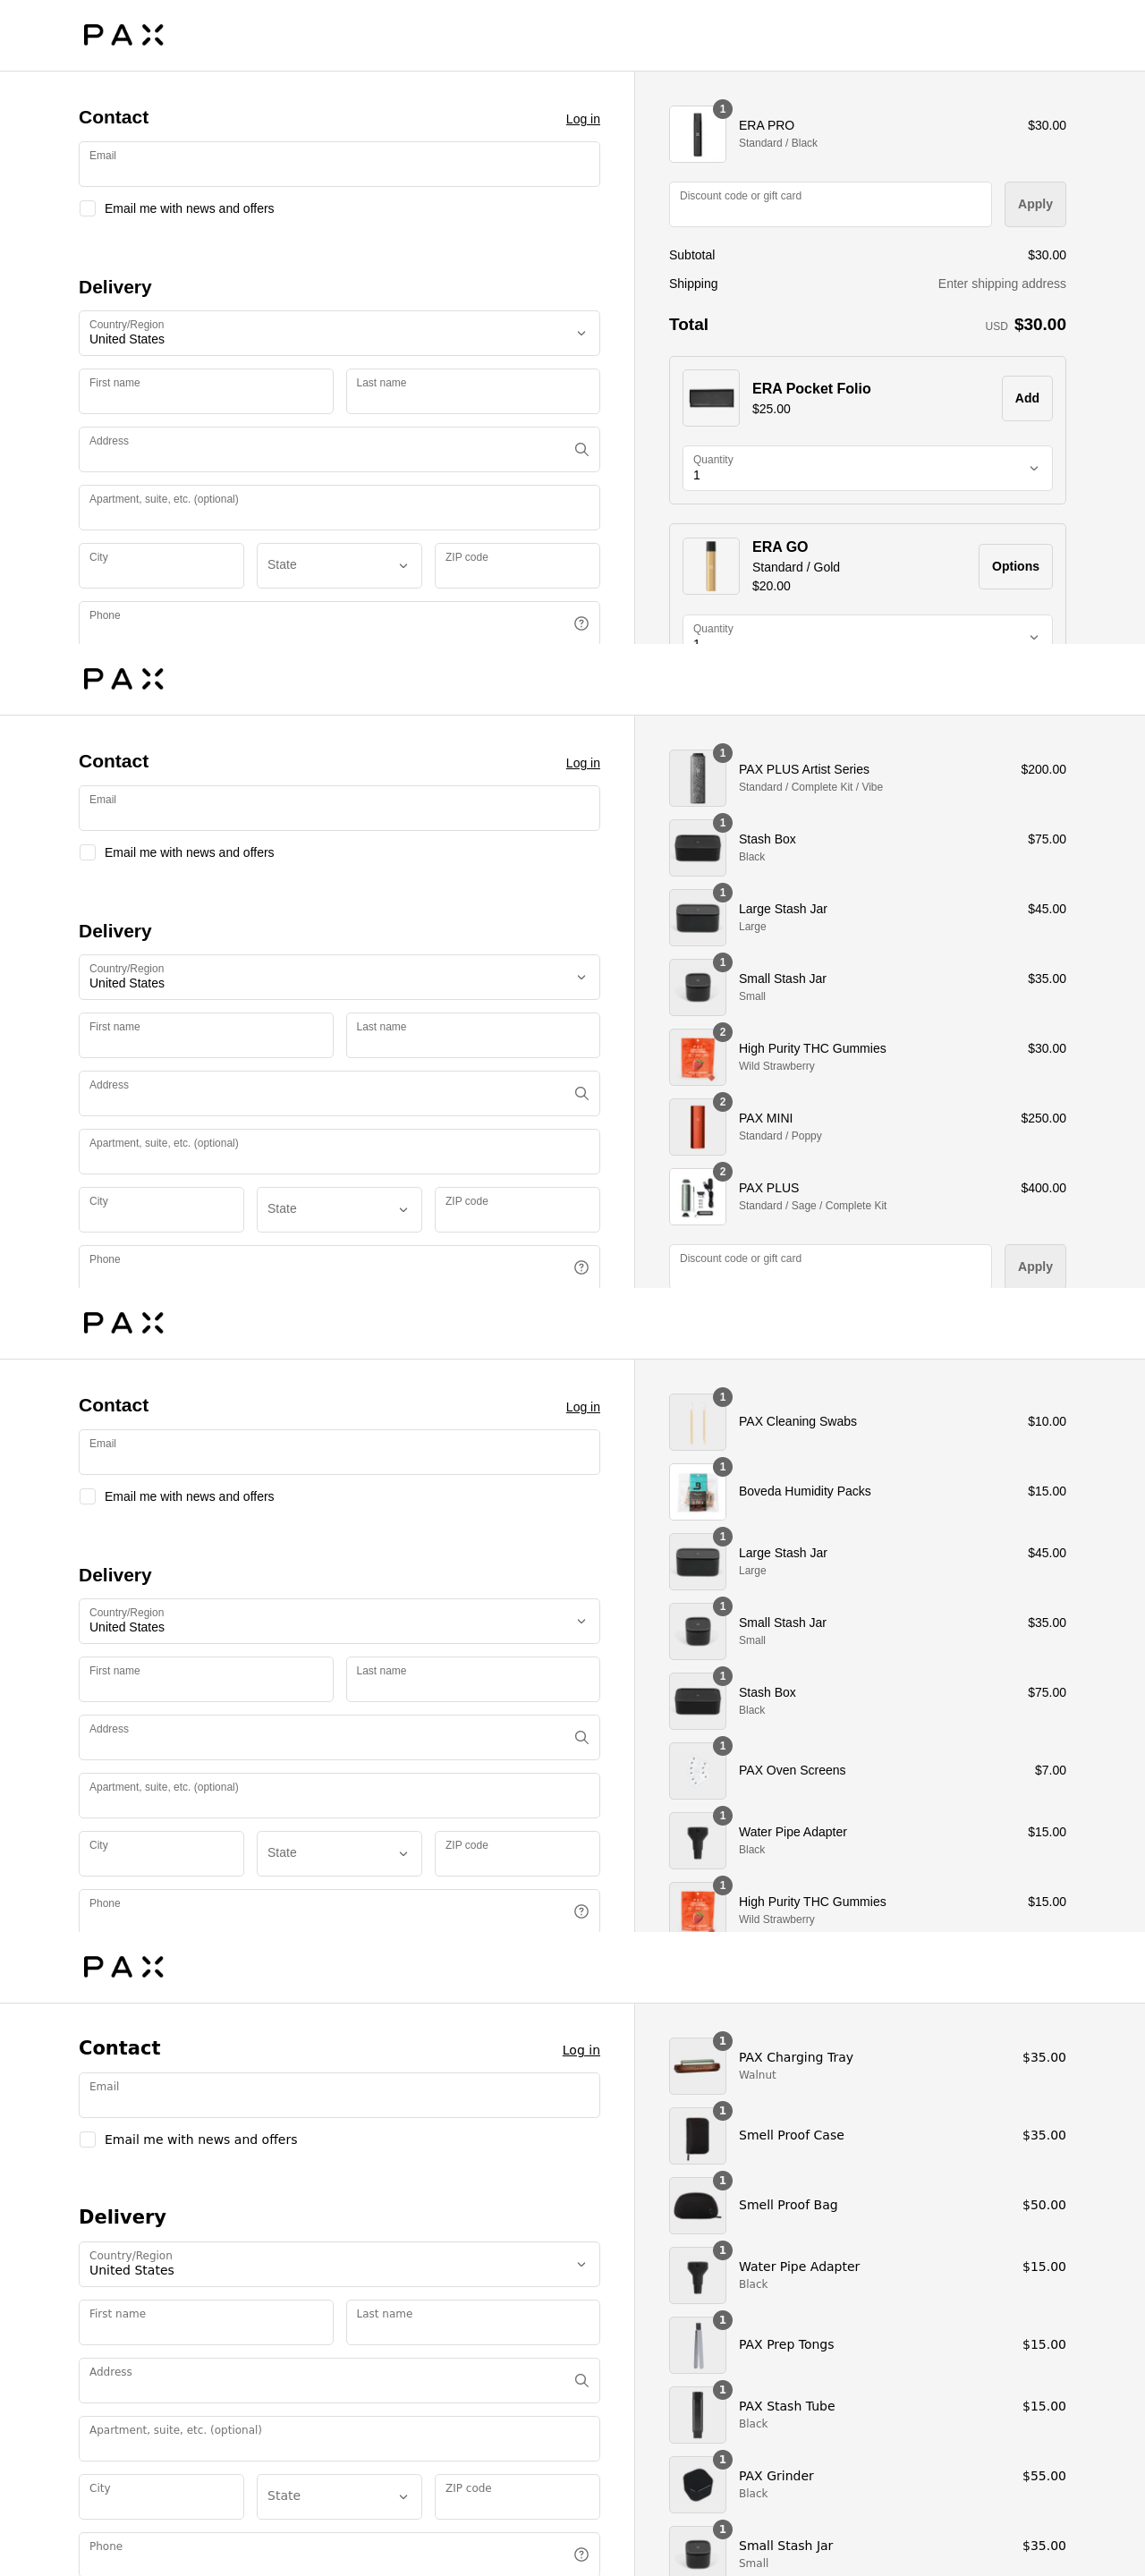 PAX
Contact
Log in
Email
Email me with news and offers
Delivery
Country/Region
United States
First name
Last name
Address
Apartment, suite, etc. (optional)
City
State
ZIP code
Phone
1
ERA PRO
$30.00
Standard / Black
Discount code or gift card
Apply
Subtotal
$30.00
Shipping
Enter shipping address
Total
USD $30.00
ERA Pocket Folio
$25.00
Add
Quantity
1
ERA GO
Standard / Gold
$20.00
Options
Quantity
1
PAX
Contact
Log in
Email
Email me with news and offers
Delivery
Country/Region
United States
First name
Last name
Address
Apartment, suite, etc. (optional)
City
State
ZIP code
Phone
1
PAX PLUS Artist Series
$200.00
Standard / Complete Kit / Vibe
1
Stash Box
$75.00
Black
1
Large Stash Jar
$45.00
Large
1
Small Stash Jar
$35.00
Small
2
High Purity THC Gummies
$30.00
Wild Strawberry
2
PAX MINI
$250.00
Standard / Poppy
2
PAX PLUS
$400.00
Standard / Sage / Complete Kit
Discount code or gift card
Apply
PAX
Contact
Log in
Email
Email me with news and offers
Delivery
Country/Region
United States
First name
Last name
Address
Apartment, suite, etc. (optional)
City
State
ZIP code
Phone
1
PAX Cleaning Swabs
$10.00
1
Boveda Humidity Packs
$15.00
1
Large Stash Jar
$45.00
Large
1
Small Stash Jar
$35.00
Small
1
Stash Box
$75.00
Black
1
PAX Oven Screens
$7.00
1
Water Pipe Adapter
$15.00
Black
1
High Purity THC Gummies
$15.00
Wild Strawberry
PAX
Contact
Log in
Email
Email me with news and offers
Delivery
Country/Region
United States
First name
Last name
Address
Apartment, suite, etc. (optional)
City
State
ZIP code
Phone
1
PAX Charging Tray
$35.00
Walnut
1
Smell Proof Case
$35.00
1
Smell Proof Bag
$50.00
1
Water Pipe Adapter
$15.00
Black
1
PAX Prep Tongs
$15.00
1
PAX Stash Tube
$15.00
Black
1
PAX Grinder
$55.00
Black
1
Small Stash Jar
$35.00
Small